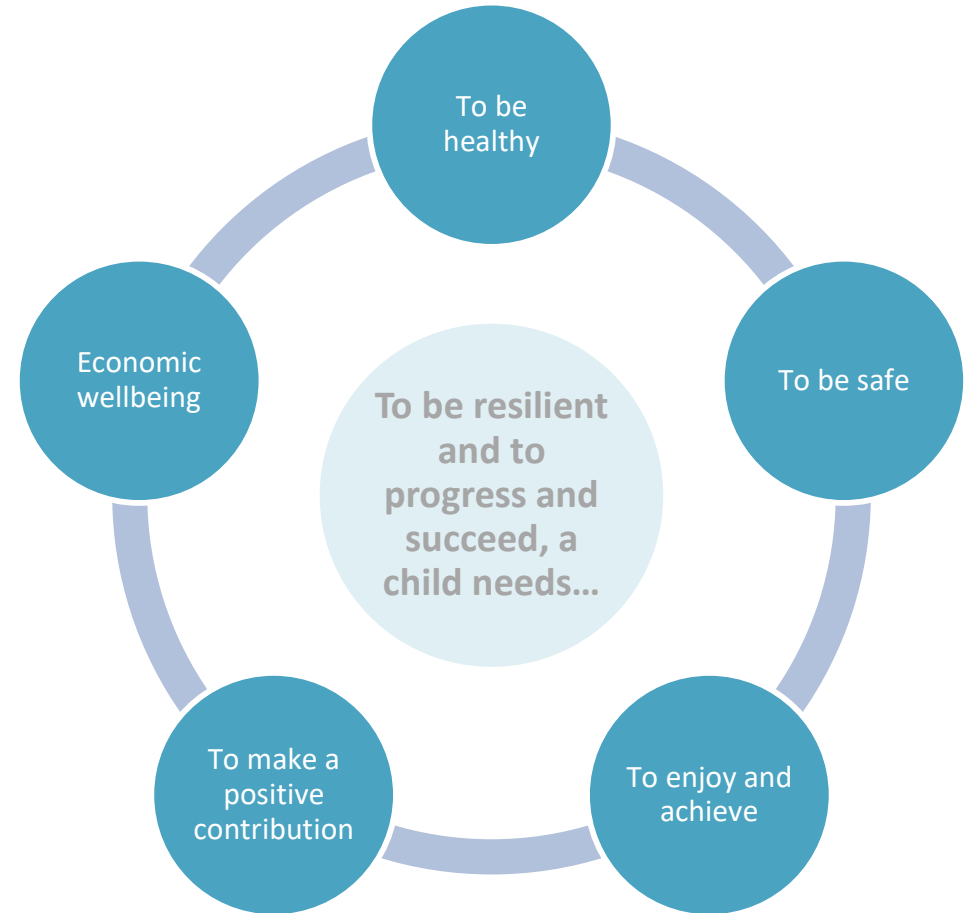 To be
healthy
To be safe
To enjoy and
achieve
To make a
positive
contribution
Economic
wellbeing
To be resilient
and to
progress and
succeed, a
child needs…